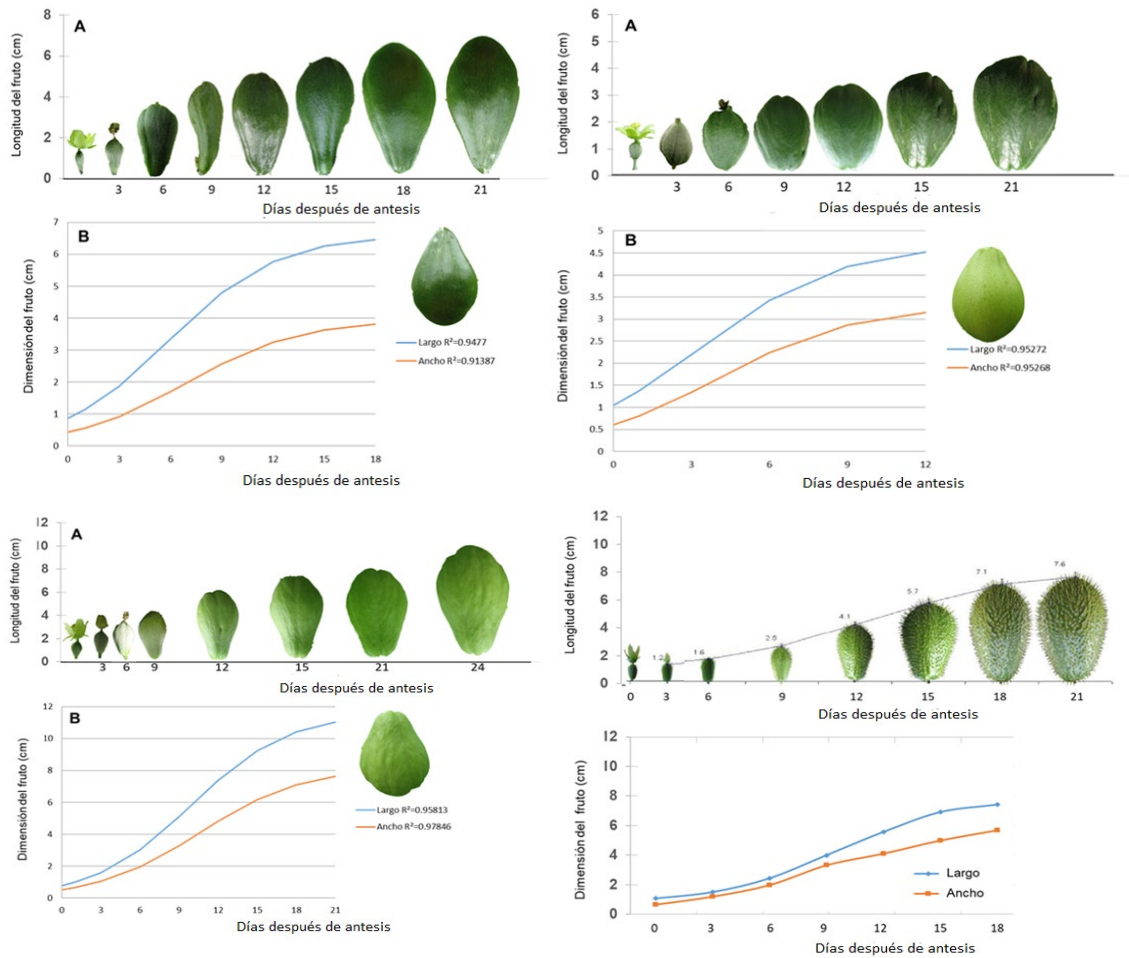 A
Longitud del fruto (cm)
8
6
4
2
0
3 6 9 12 15 18 21
Días después de antesis
A
Longitud del fruto (cm)
6
5
4
3
2
1
0
3 6 9 12 15 21
Días después de antesis
B
Dimensión del fruto (cm)
7
6
5
4
3
2
1
0
Largo R²=0.9477
Ancho R²=0.91387
0 3 6 9 12 15 18
Días después de antesis
B
Dimensión del fruto (cm)
5
4.5
4
3.5
3
2.5
2
1.5
1
0.5
0
Largo R²=0.95272
Ancho R²=0.95268
0 3 6 9 12
Días después de antesis
A
Longitud del fruto (cm)
12
10
8
6
4
2
0
3 6 9 12 15 21 24
Días después de antesis
Longitud del fruto (cm)
12
10
8
6
4
2
0
1.2 1.6 2.5 4.1 5.7 7.1 7.6
0 3 6 9 12 15 18 21
Días después de antesis
B
Dimensión del fruto (cm)
12
10
8
6
4
2
0
Largo R²=0.95813
Ancho R²=0.97846
0 3 6 9 12 15 18 21
Días después de antesis
Dimensión del fruto (cm)
12
10
8
6
4
2
0
Largo
Ancho
0 3 6 9 12 15 18
Días después de antesis